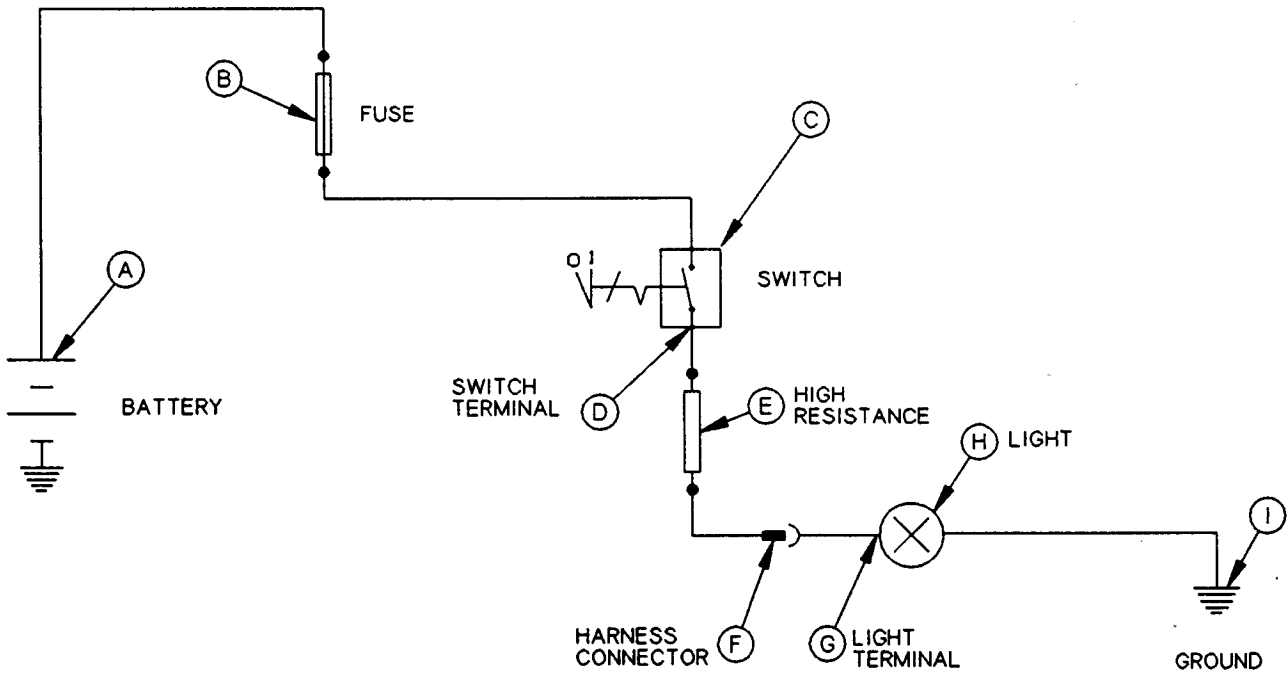 B
FUSE
C
A
O I
SWITCH
BATTERY
SWITCH
TERMINAL
D
E
HIGH
RESISTANCE
H
LIGHT
I
HARNESS
CONNECTOR
F
G
LIGHT
TERMINAL
GROUND